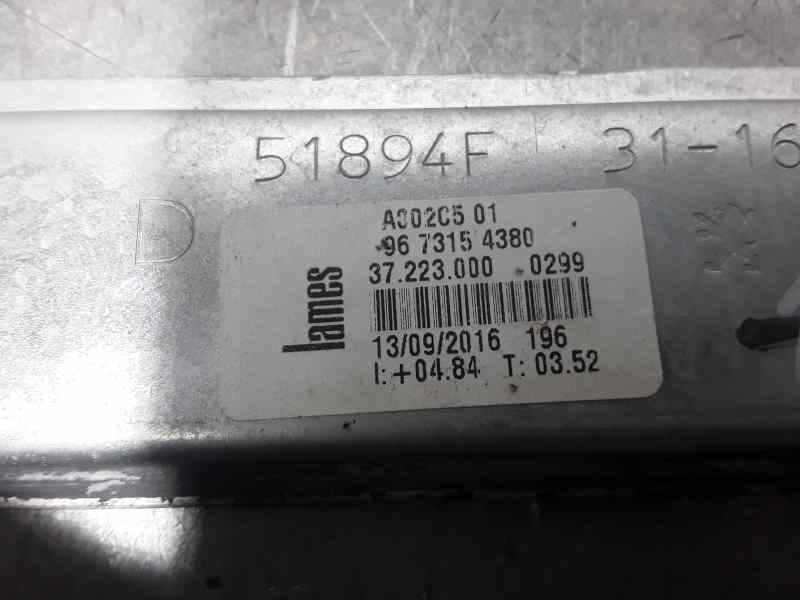 51894F 31-16
D
A002C5 01
96 7315 4380
37.223.000 0299
lames
13/09/2016 196
I: +04.84 T: 03.52